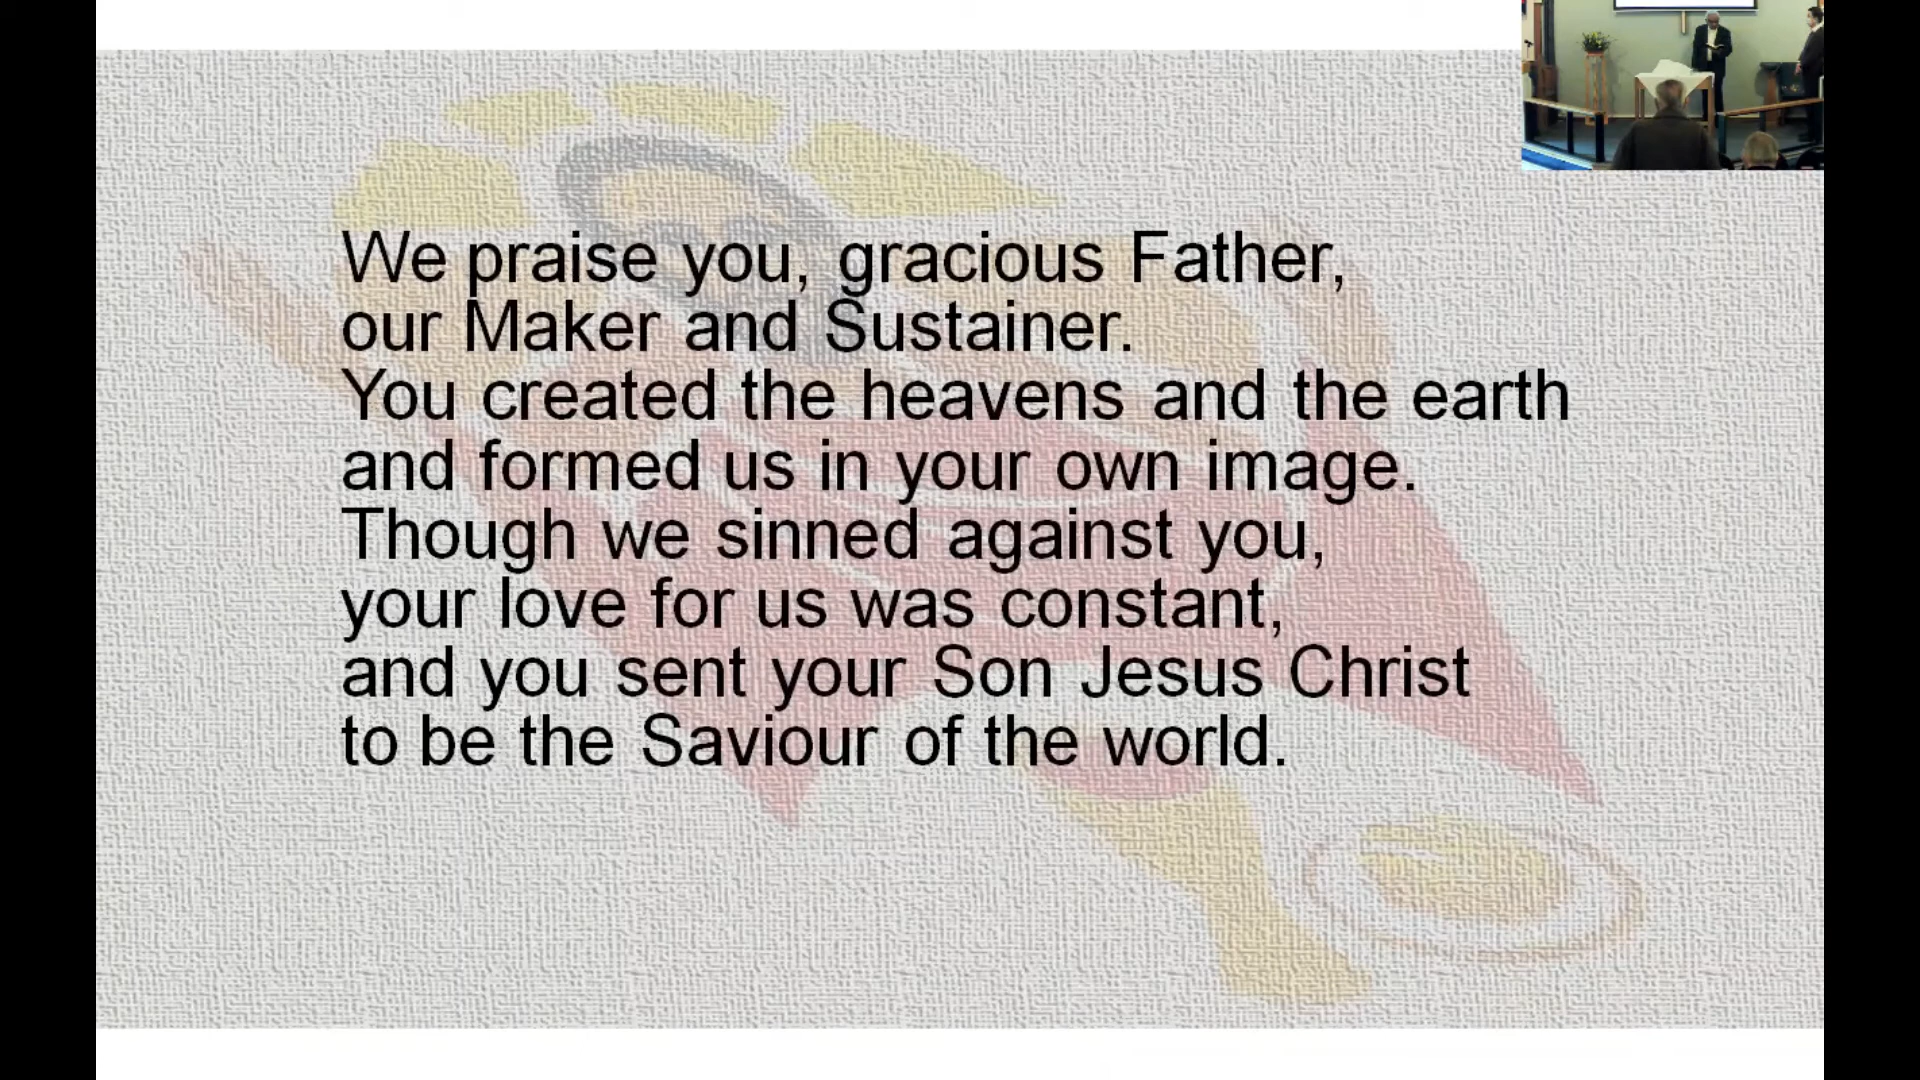 We praise you, gracious Father,
our Maker and Sustainer.
You created the heavens and the earth
and formed us in your own image.
Though we sinned against you,
your love for us was constant,
and you sent your Son Jesus Christ
to be the Saviour of the world.